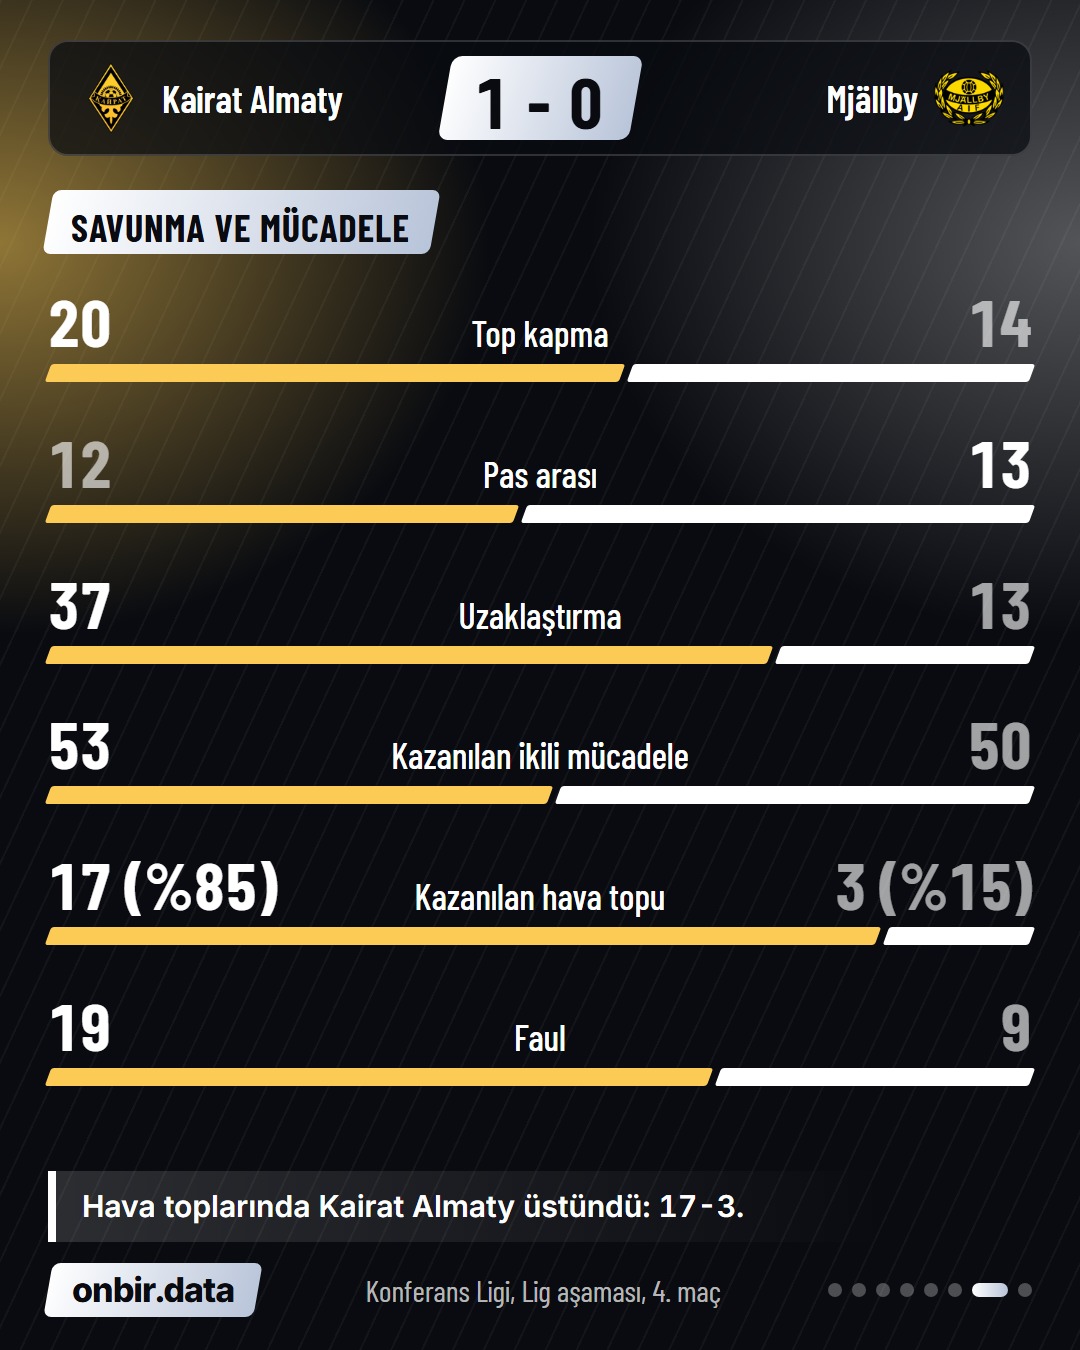 Kairat Almaty
1 - 0
Mjällby
КАЙРАТ
MJÄLLBY
A I F
SAVUNMA VE MÜCADELE
20 Top kapma 14
12 Pas arası 13
37 Uzaklaştırma 13
53 Kazanılan ikili mücadele 50
17 (%85) Kazanılan hava topu 3 (%15)
19 Faul 9
Hava toplarında Kairat Almaty üstündü: 17-3.
onbir.data
Konferans Ligi, Lig aşaması, 4. maç